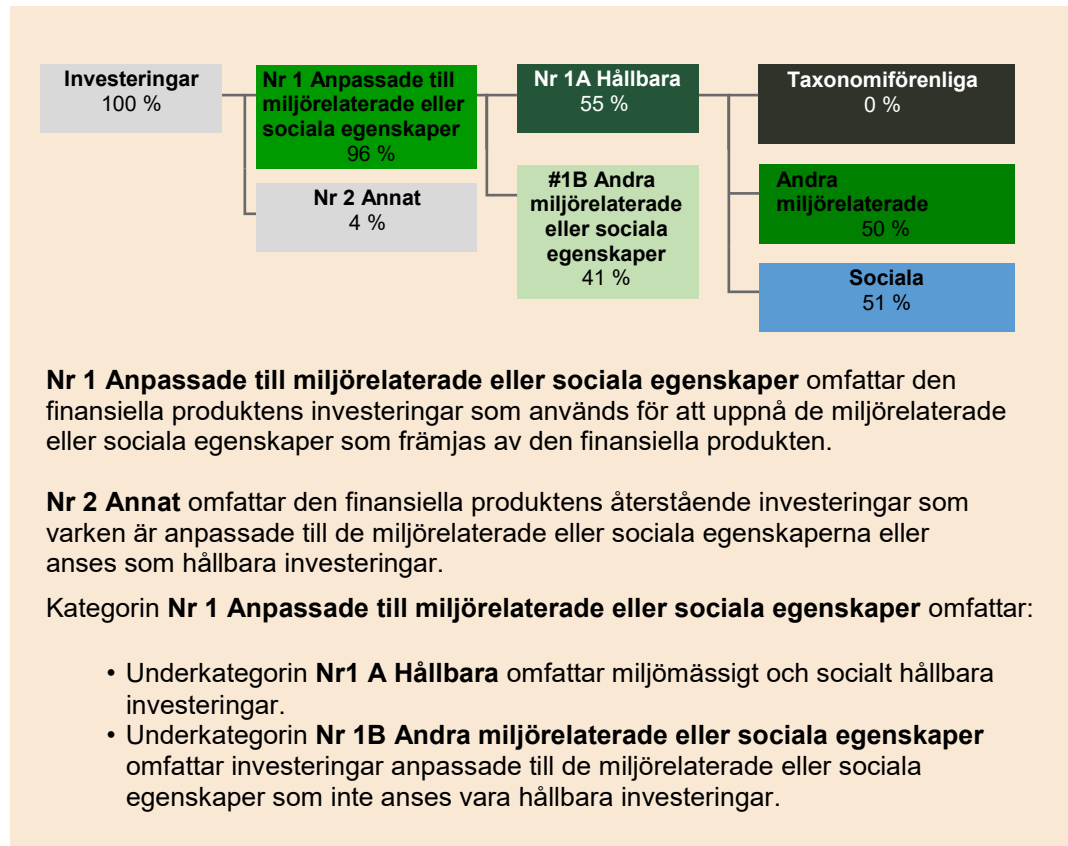 Investeringar
100 %
Nr 1 Anpassade till
miljörelaterade eller
sociala egenskaper
96 %
Nr 2 Annat
4 %
Nr 1A Hållbara
55 %
#1B Andra
miljörelaterade
eller sociala
egenskaper
41 %
Taxonomiförenliga
0 %
Andra
miljörelaterade
50 %
Sociala
51 %
Nr 1 Anpassade till miljörelaterade eller sociala egenskaper omfattar den
finansiella produktens investeringar som används för att uppnå de miljörelaterade
eller sociala egenskaper som främjas av den finansiella produkten.
Nr 2 Annat omfattar den finansiella produktens återstående investeringar som
varken är anpassade till de miljörelaterade eller sociala egenskaperna eller
anses som hållbara investeringar.
Kategorin Nr 1 Anpassade till miljörelaterade eller sociala egenskaper omfattar:
• Underkategorin Nr1 A Hållbara omfattar miljömässigt och socialt hållbara
investeringar.
• Underkategorin Nr 1B Andra miljörelaterade eller sociala egenskaper
omfattar investeringar anpassade till de miljörelaterade eller sociala
egenskaper som inte anses vara hållbara investeringar.